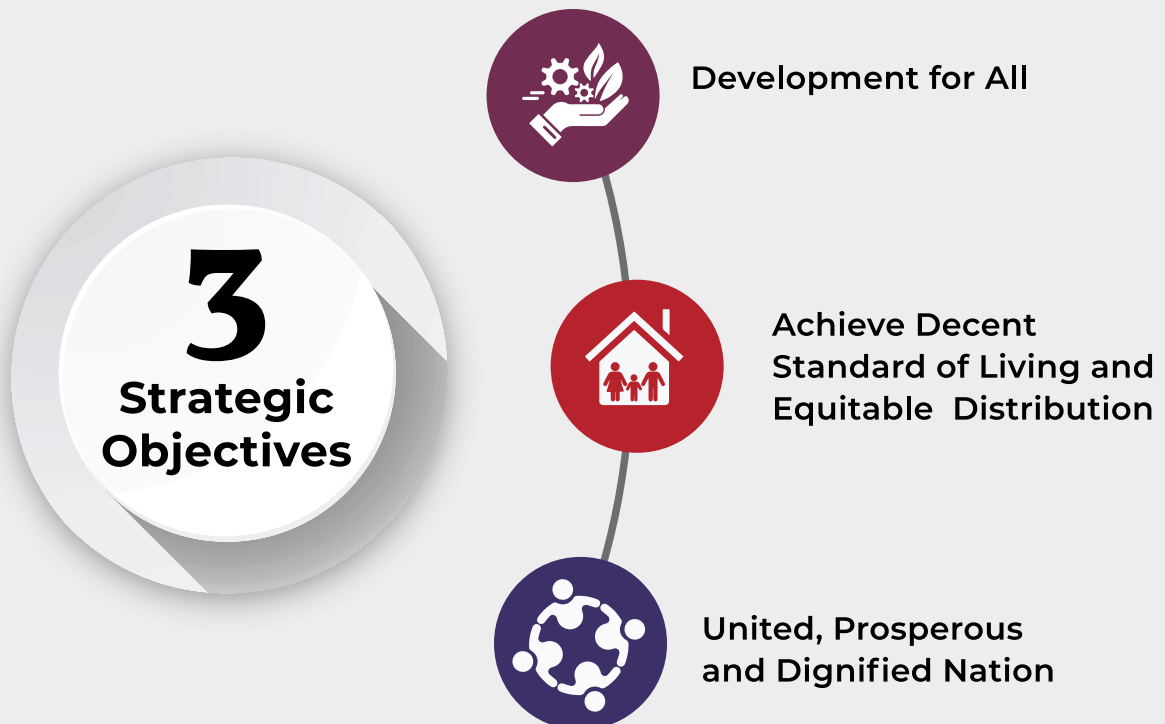 3
Strategic
Objectives
Development for All
Achieve Decent
Standard of Living and
Equitable Distribution
United, Prosperous
and Dignified Nation